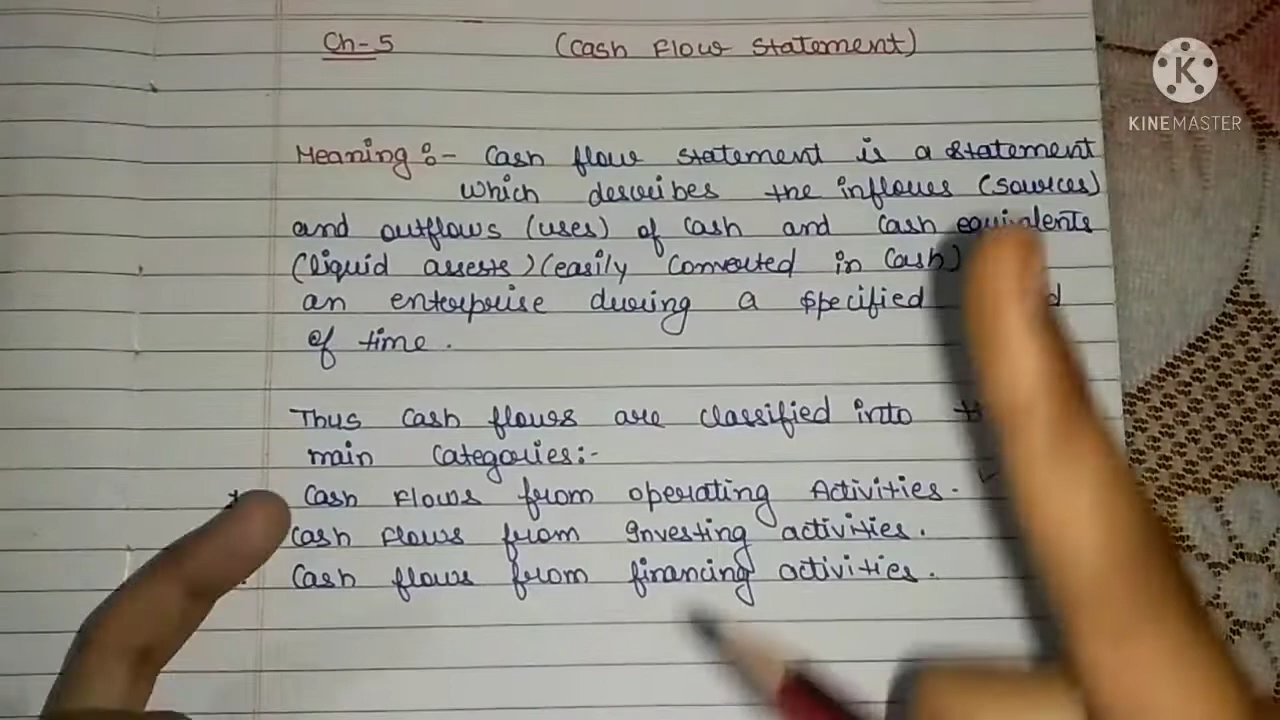 Ch-5 (Cash Flow Statement)
KINEMASTER
Meaning :- Cash flow statement is a statement
which describes the inflows (sources)
and outflows (uses) of cash and cash equivalents
(liquid assests) (easily converted in cash)
an enterprise during a specified
of time.
Thus cash flows are classified into
main categories:-
Cash Flows from operating Activities.
Cash flows from Investing activities.
Cash flows from financing activities.